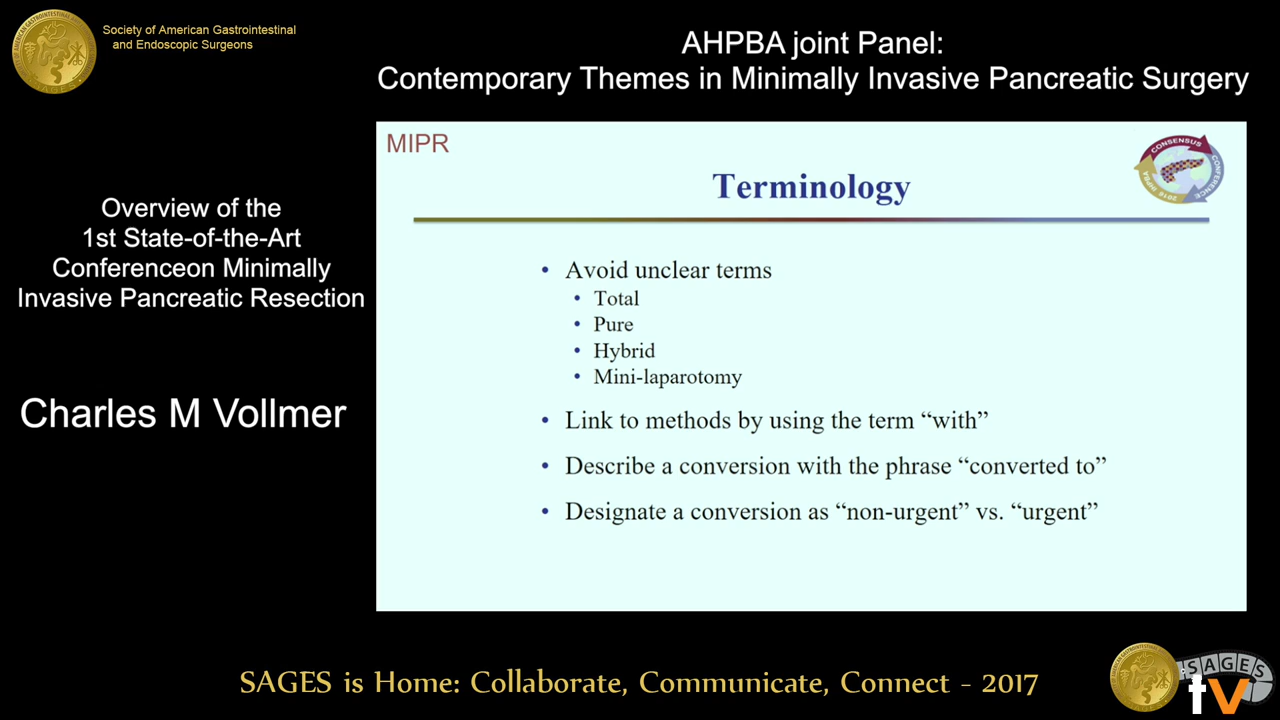 Society of American Gastrointestinal
and Endoscopic Surgeons
SAGES
AHPBA joint Panel:
Contemporary Themes in Minimally Invasive Pancreatic Surgery
Overview of the
1st State-of-the-Art
Conferenceon Minimally
Invasive Pancreatic Resection
Charles M Vollmer
MIPR
CONSENSUS
CONFERENCE
Terminology
• Avoid unclear terms
• Total
• Pure
• Hybrid
• Mini-laparotomy
• Link to methods by using the term “with”
• Describe a conversion with the phrase “converted to”
• Designate a conversion as “non-urgent” vs. “urgent”
SAGES is Home: Collaborate, Communicate, Connect - 2017
SAGES
tv